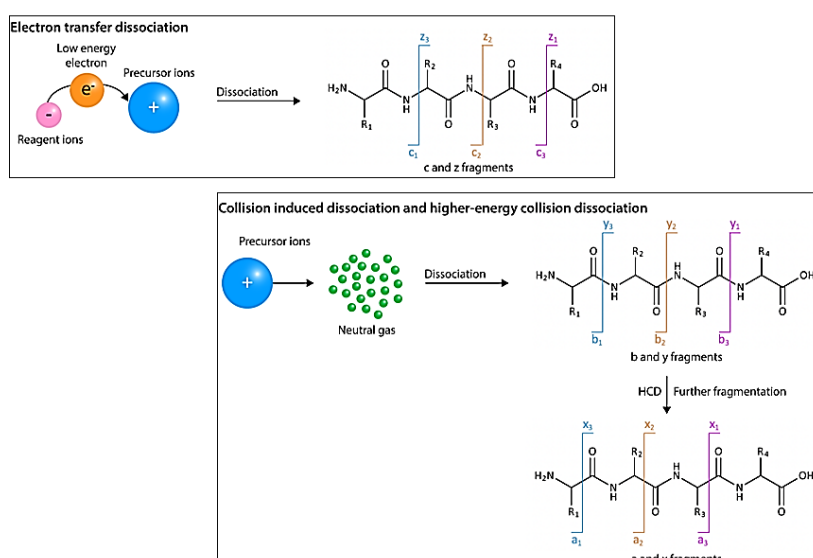 Electron transfer dissociation
Low energy
electron
Precursor ions
e-
+
-
Reagent ions
Dissociation
z3 z2 z1
O R2 H N O R4
H2N N H N H OH
R1 O R3 O
c1 c2 c3
c and z fragments
Collision induced dissociation and higher-energy collision dissociation
Precursor ions
+
Neutral gas
Dissociation
y3 y2 y1
O R2 H N O R4
H2N N H N H OH
R1 O R3 O
b1 b2 b3
b and y fragments
HCD Further fragmentation
x3 x2 x1
O R2 H N O R4
H2N N H N H OH
R1 O R3 O
a1 a2 a3
a and x fragments